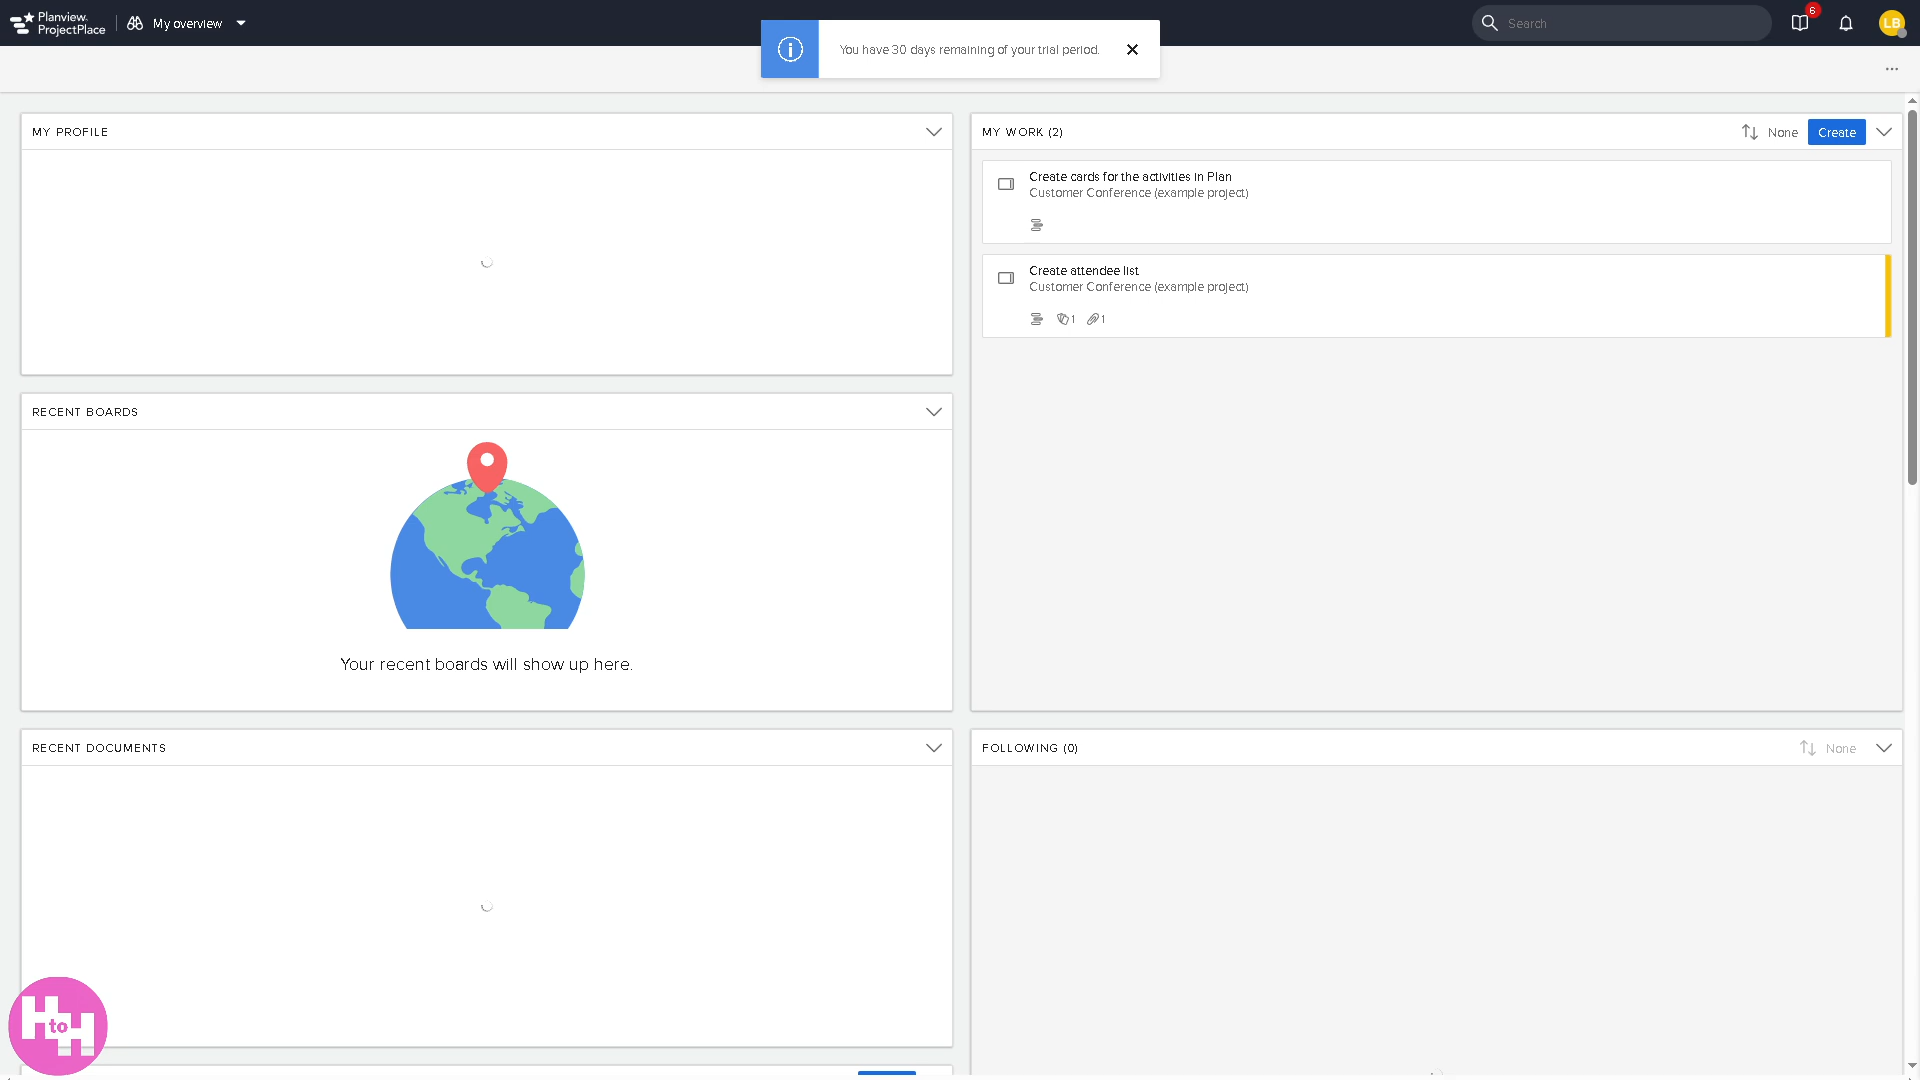 Planview.
ProjectPlace
My overview
Search
6
LB
You have 30 days remaining of your trial period.
MY PROFILE
MY WORK (2)
None
Create
Create cards for the activities in Plan
Customer Conference (example project)
Create attendee list
Customer Conference (example project)
1
1
RECENT BOARDS
Your recent boards will show up here.
RECENT DOCUMENTS
FOLLOWING (0)
None
H to H